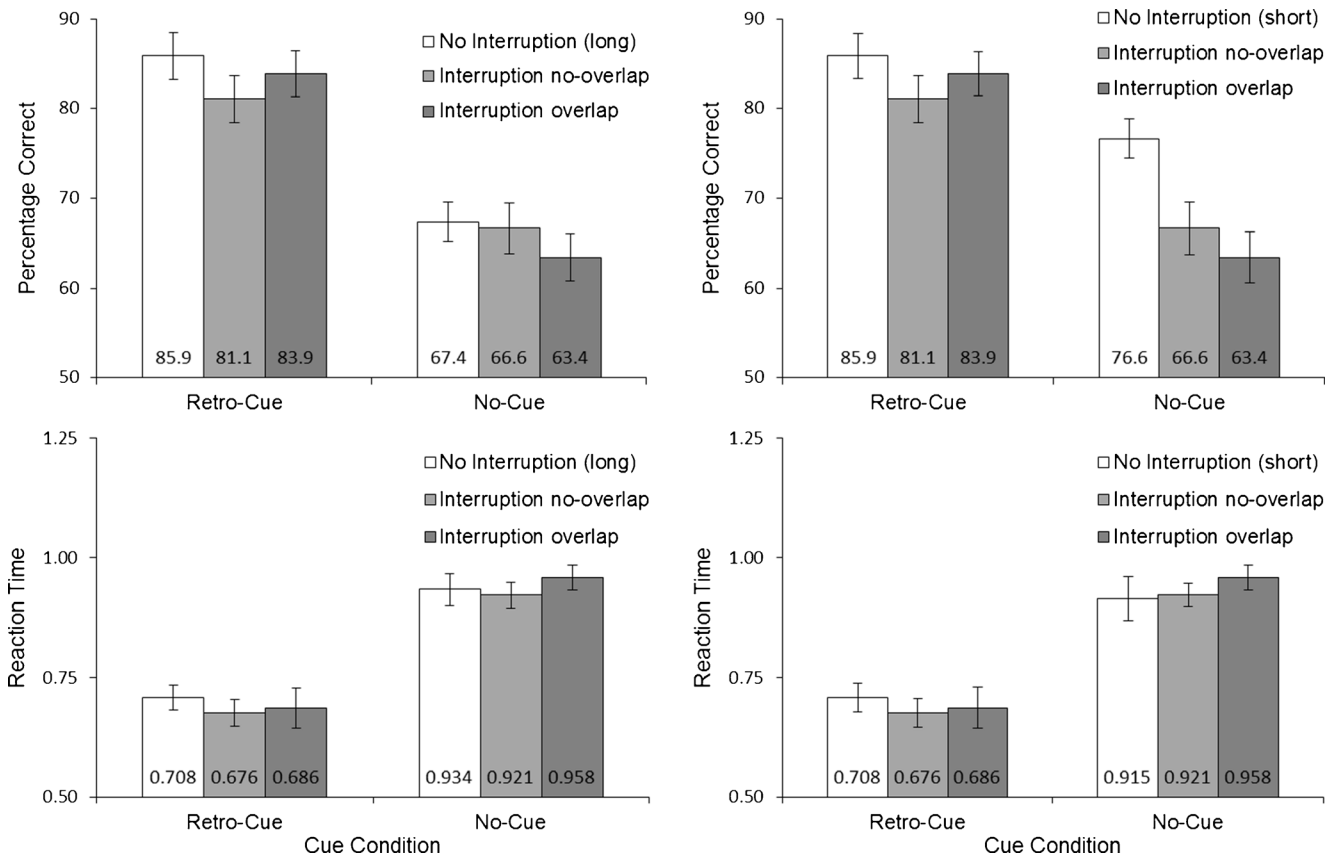 90
80
70
60
50
Percentage Correct
No Interruption (long)
Interruption no-overlap
Interruption overlap
85.9 81.1 83.9 67.4 66.6 63.4
Retro-Cue No-Cue
90
80
70
60
50
Percentage Correct
No Interruption (short)
Interruption no-overlap
Interruption overlap
85.9 81.1 83.9 76.6 66.6 63.4
Retro-Cue No-Cue
1.25
1.00
0.75
0.50
Reaction Time
No Interruption (long)
Interruption no-overlap
Interruption overlap
0.708 0.676 0.686 0.934 0.921 0.958
Retro-Cue No-Cue
Cue Condition
1.25
1.00
0.75
0.50
Reaction Time
No Interruption (short)
Interruption no-overlap
Interruption overlap
0.708 0.676 0.686 0.915 0.921 0.958
Retro-Cue No-Cue
Cue Condition